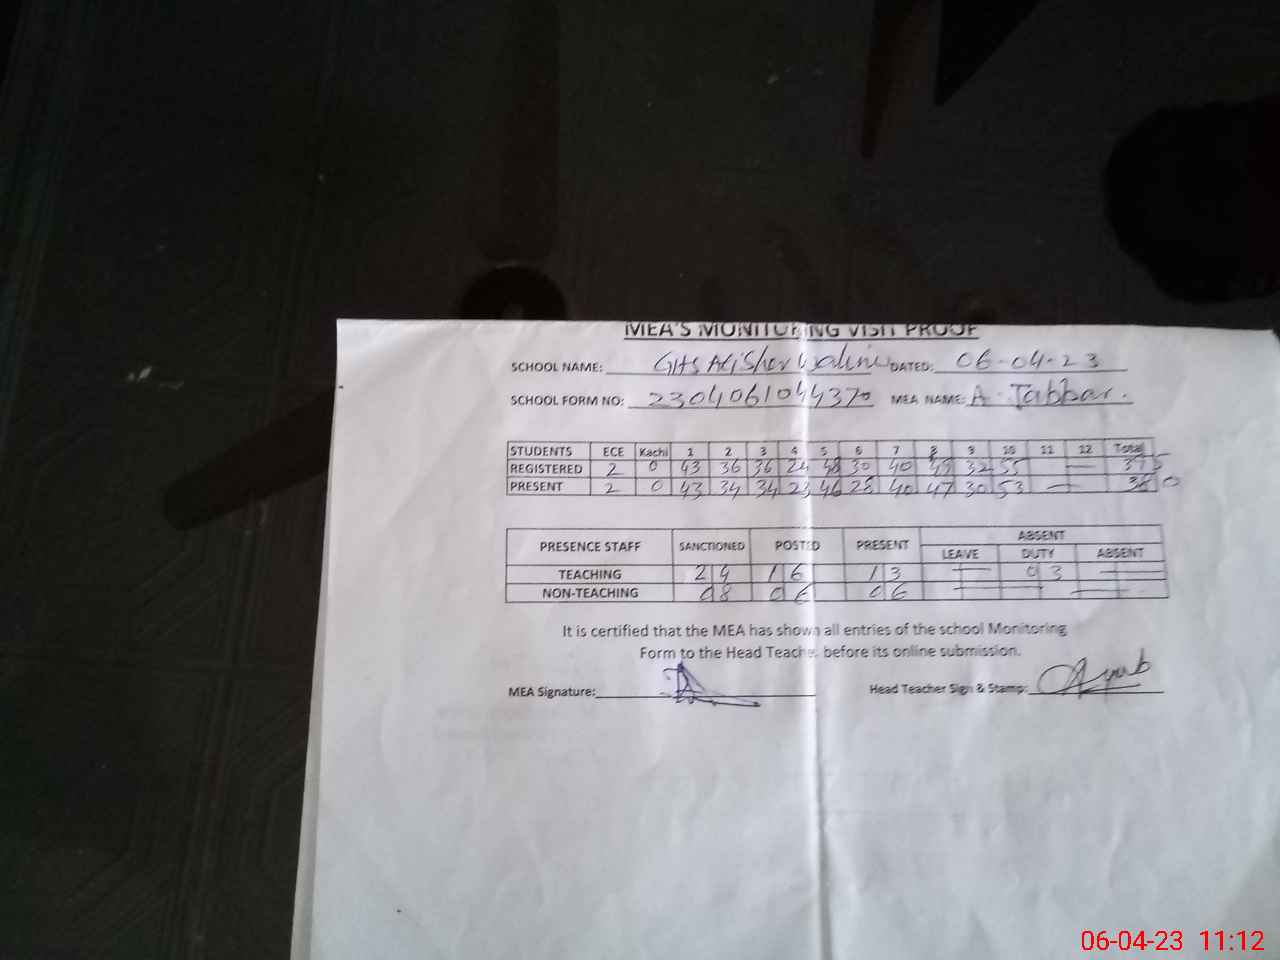 MEA'S MONITORING VISIT PROOF
SCHOOL NAME: GHS DATED: 06-04-23
SCHOOL FORM NO: 2304061044370 MEA NAME: A. Jabbar.
STUDENTS ECE Kachi 1 2 3 4 5 6 7 8 9 10 11 12 Total
REGISTERED 2 0 43 36 36 24 48 30 40 49 32 55 — 395
PRESENT 2 0 43 34 34 23 46 28 40 47 30 53 — 380
PRESENCE STAFF SANCTIONED POSTED PRESENT ABSENT
LEAVE DUTY ABSENT
TEACHING 24 16 13 — 03 —
NON-TEACHING 08 06 06 — — —
It is certified that the MEA has shown all entries of the school Monitoring
Form to the Head Teacher before its online submission.
MEA Signature: Head Teacher Sign & Stamp: Ayub
06-04-23 11:12